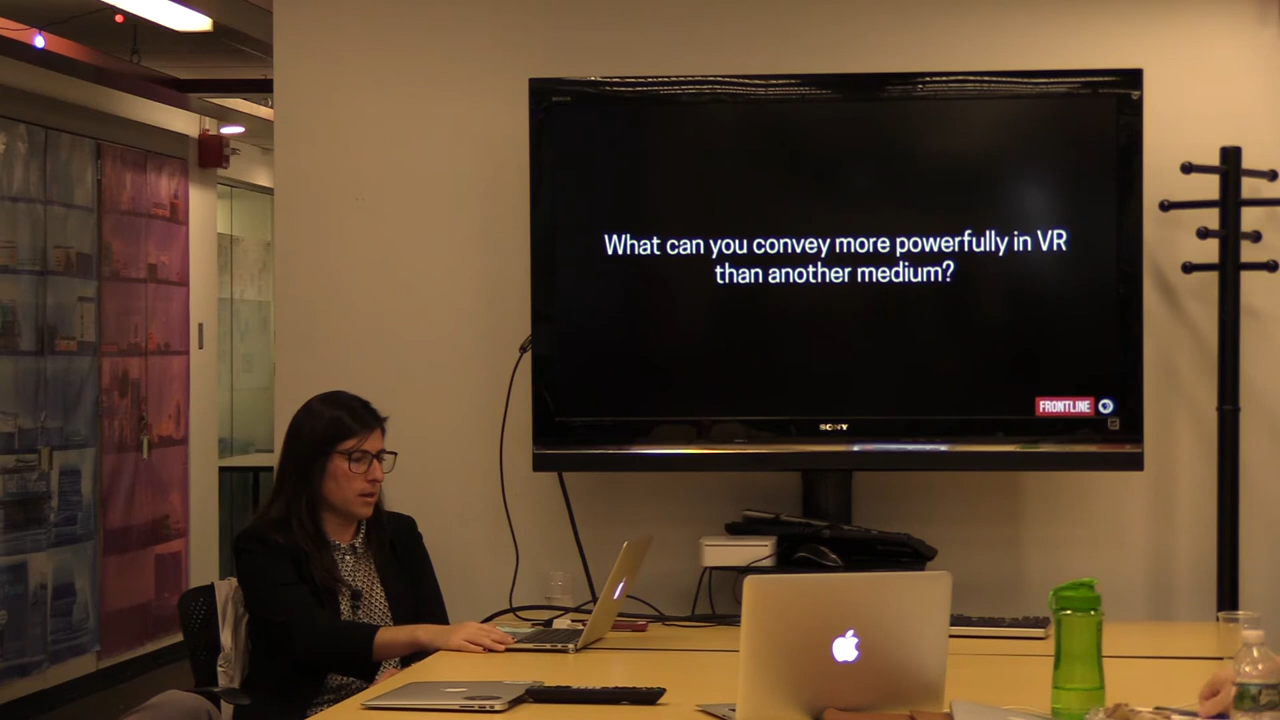 What can you convey more powerfully in VR
than another medium?
FRONTLINE
SONY